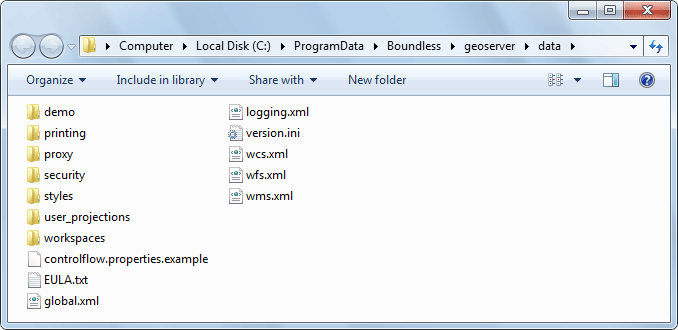 Computer Local Disk (C:) ProgramData Boundless geoserver data
Organize Include in library Share with New folder
demo
printing
proxy
security
styles
user_projections
workspaces
controlflow.properties.example
EULA.txt
global.xml
logging.xml
version.ini
wcs.xml
wfs.xml
wms.xml